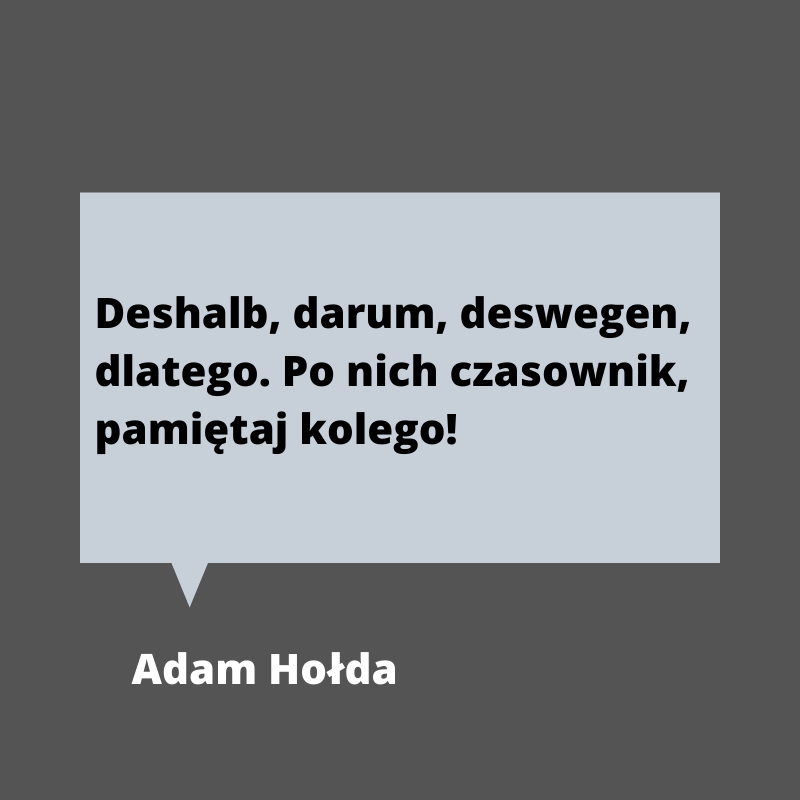 Deshalb, darum, deswegen,
dlatego. Po nich czasownik,
pamiętaj kolego!
Adam Hołda